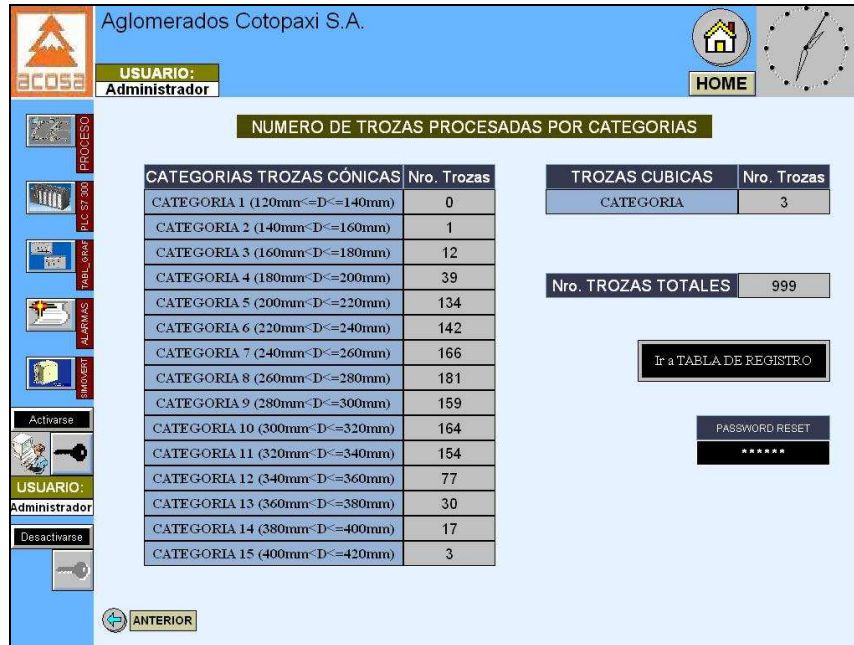 Aglomerados Cotopaxi S.A.
acosa
USUARIO:
Administrador
HOME
PROCESO
PLC S7 300
TABL_GRAF
ALARMAS
SIMOVERT
Activarse
USUARIO:
Administrador
Desactivarse
NUMERO DE TROZAS PROCESADAS POR CATEGORIAS
CATEGORIAS TROZAS CÓNICAS Nro. Trozas
CATEGORIA 1 (120mm<=D<=140mm) 0
CATEGORIA 2 (140mm<D<=160mm) 1
CATEGORIA 3 (160mm<D<=180mm) 12
CATEGORIA 4 (180mm<D<=200mm) 39
CATEGORIA 5 (200mm<D<=220mm) 134
CATEGORIA 6 (220mm<D<=240mm) 142
CATEGORIA 7 (240mm<D<=260mm) 166
CATEGORIA 8 (260mm<D<=280mm) 181
CATEGORIA 9 (280mm<D<=300mm) 159
CATEGORIA 10 (300mm<D<=320mm) 164
CATEGORIA 11 (320mm<D<=340mm) 154
CATEGORIA 12 (340mm<D<=360mm) 77
CATEGORIA 13 (360mm<D<=380mm) 30
CATEGORIA 14 (380mm<D<=400mm) 17
CATEGORIA 15 (400mm<D<=420mm) 3
TROZAS CUBICAS Nro. Trozas
CATEGORIA 3
Nro. TROZAS TOTALES 999
Ir a TABLA DE REGISTRO
PASSWORD RESET
******
ANTERIOR